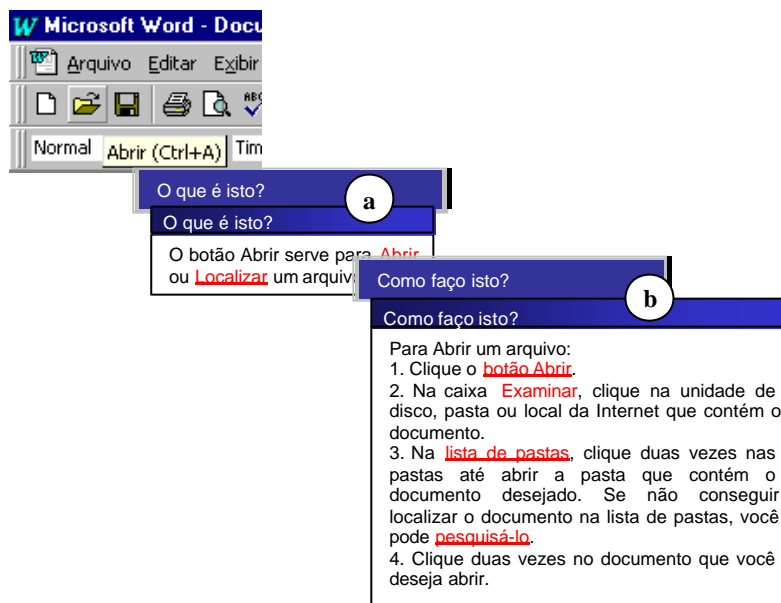 Microsoft Word - Docu
Arquivo Editar Exibir
ABC
Normal Abrir (Ctrl+A) Tim
O que é isto?
a
O que é isto?
O botão Abrir serve para Abrir
ou Localizar um arquiv
Como faço isto?
b
Como faço isto?
Para Abrir um arquivo:
1. Clique o botão Abrir.
2. Na caixa Examinar, clique na unidade de
disco, pasta ou local da Internet que contém o
documento.
3. Na lista de pastas, clique duas vezes nas
pastas até abrir a pasta que contém o
documento desejado. Se não conseguir
localizar o documento na lista de pastas, você
pode pesquisá-lo.
4. Clique duas vezes no documento que você
deseja abrir.